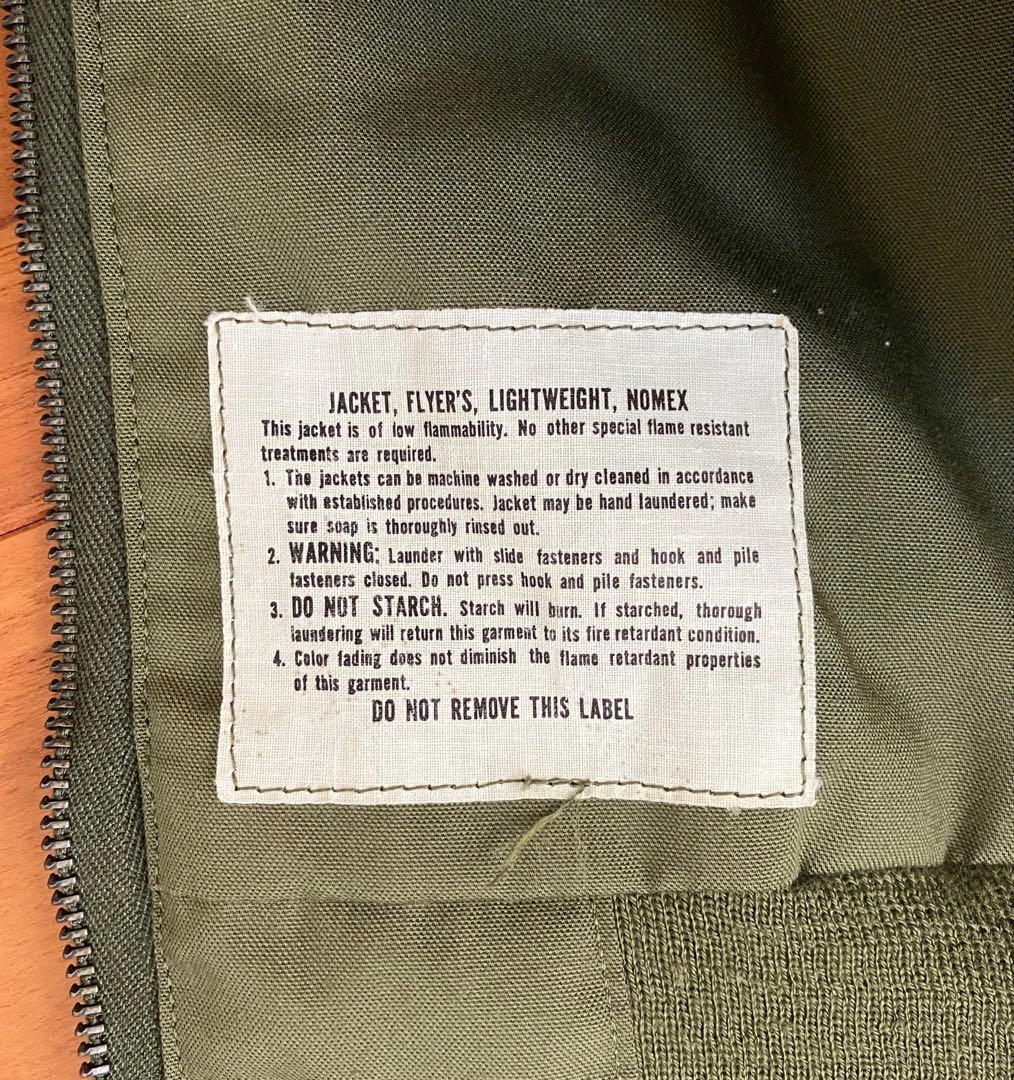 JACKET, FLYER'S, LIGHTWEIGHT, NOMEX
This jacket is of low flammability. No other special flame resistant
treatments are required.
1. The jackets can be machine washed or dry cleaned in accordance
with established procedures. Jacket may be hand laundered; make
sure soap is thoroughly rinsed out.
2. WARNING: Launder with slide fasteners and hook and pile
fasteners closed. Do not press hook and pile fasteners.
3. DO NOT STARCH. Starch will burn. If starched, thorough
laundering will return this garment to its fire retardant condition.
4. Color fading does not diminish the flame retardant properties
of this garment.
DO NOT REMOVE THIS LABEL